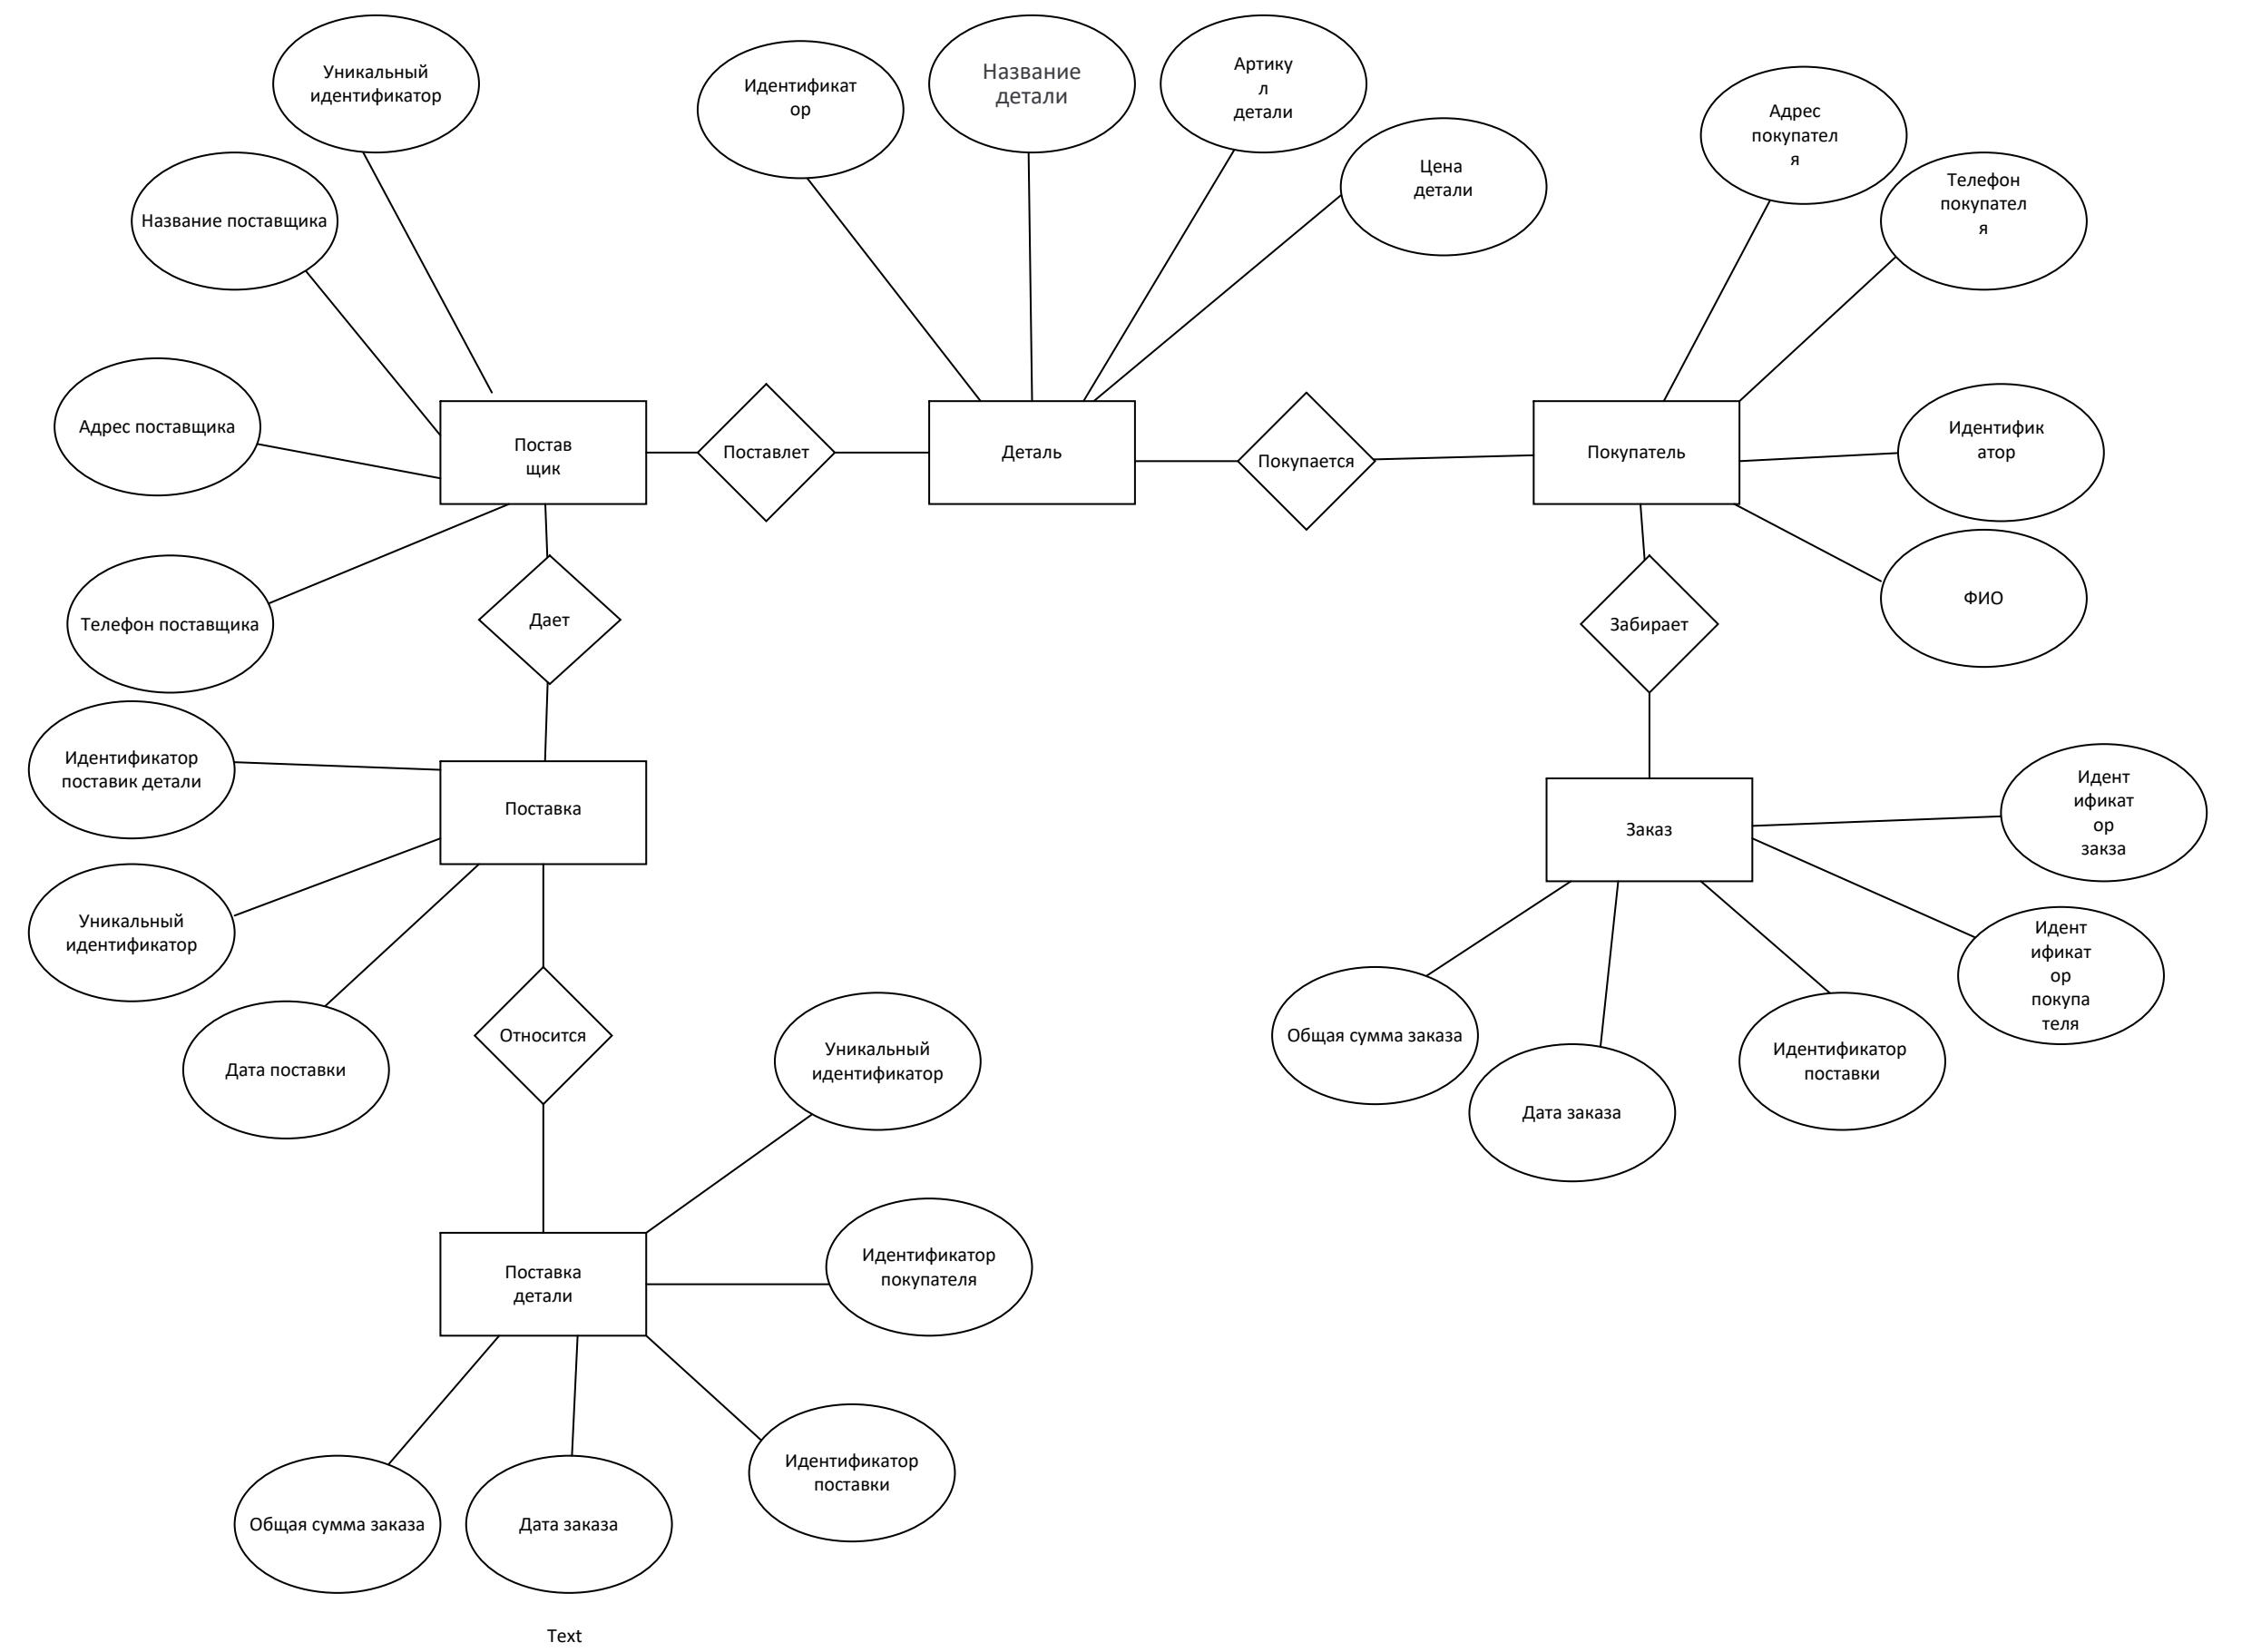 Уникальный
идентификатор
Идентификат
ор
Название
детали
Артику
л
детали
Цена
детали
Адрес
покупател
я
Телефон
покупател
я
Название поставщика
Адрес поставщика
Постав
щик
Поставлет
Деталь
Покупается
Покупатель
Идентифик
атор
ФИО
Телефон поставщика
Дает
Забирает
Идентификатор
поставик детали
Поставка
Заказ
Идент
ификат
ор
закза
Уникальный
идентификатор
Идент
ификат
ор
покупа
теля
Дата поставки
Относится
Уникальный
идентификатор
Общая сумма заказа
Дата заказа
Идентификатор
поставки
Поставка
детали
Идентификатор
покупателя
Идентификатор
поставки
Общая сумма заказа
Дата заказа
Text